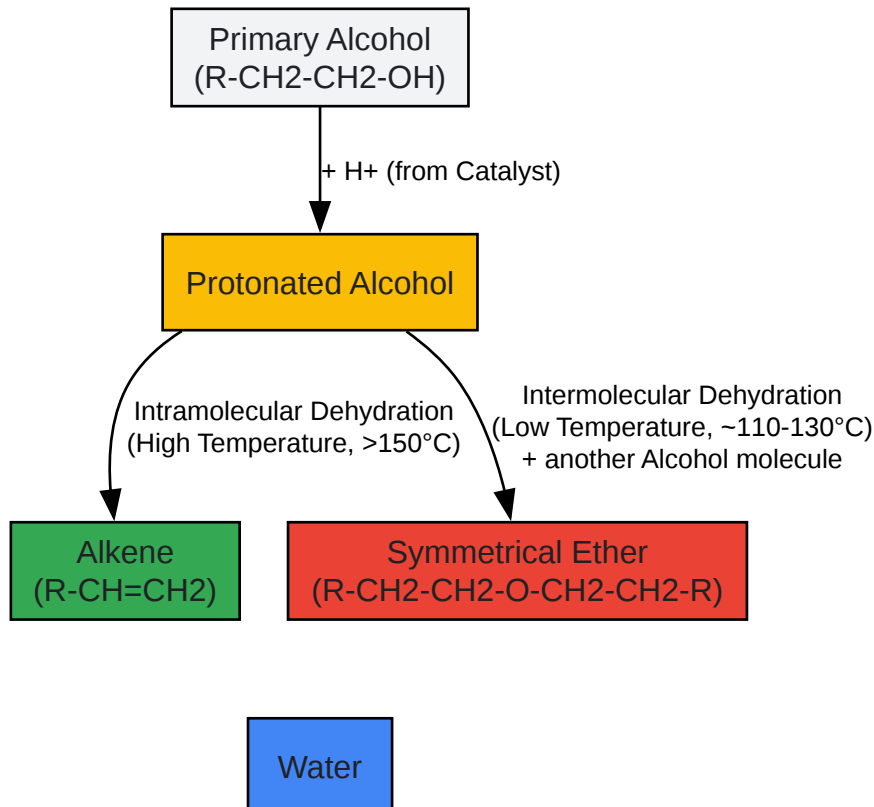 Primary Alcohol
(R-CH2-CH2-OH)
+ H+ (from Catalyst)
Protonated Alcohol
Intramolecular Dehydration
(High Temperature, >150°C)
Intermolecular Dehydration
(Low Temperature, ~110-130°C)
+ another Alcohol molecule
Alkene
(R-CH=CH2)
Symmetrical Ether
(R-CH2-CH2-O-CH2-CH2-R)
Water